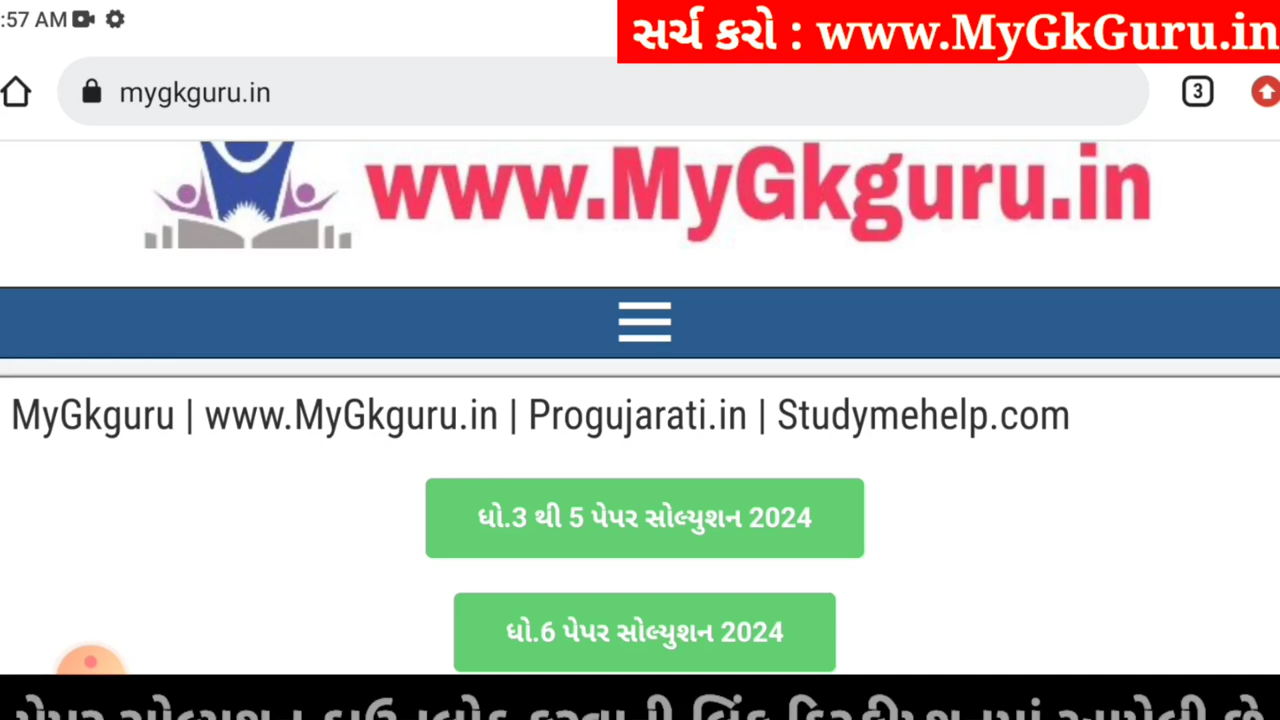 :57 AM
સર્ચ કરો : www.MyGkGuru.in
mygkguru.in
3
www.MyGkguru.in
MyGkguru | www.MyGkguru.in | Progujarati.in | Studymehelp.com
ધો.3 થી 5 પેપર સોલ્યુશન 2024
ધો.6 પેપર સોલ્યુશન 2024